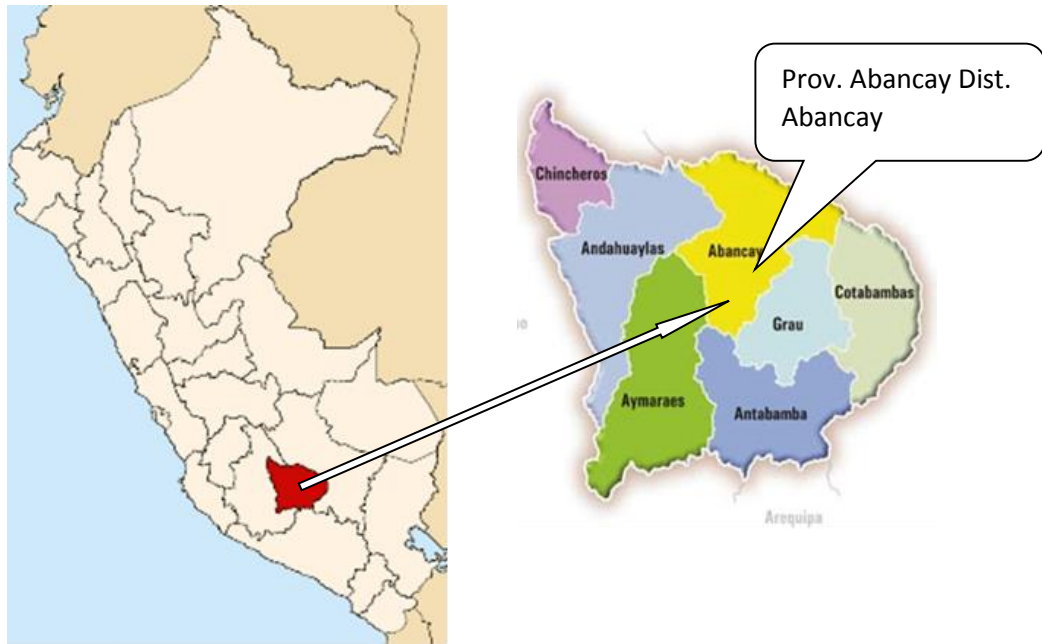 Prov. Abancay Dist.
Abancay
Chincheros
Andahuaylas
Abancay
Cotabambas
Grau
Aymaraes
Antabamba
Arequipa